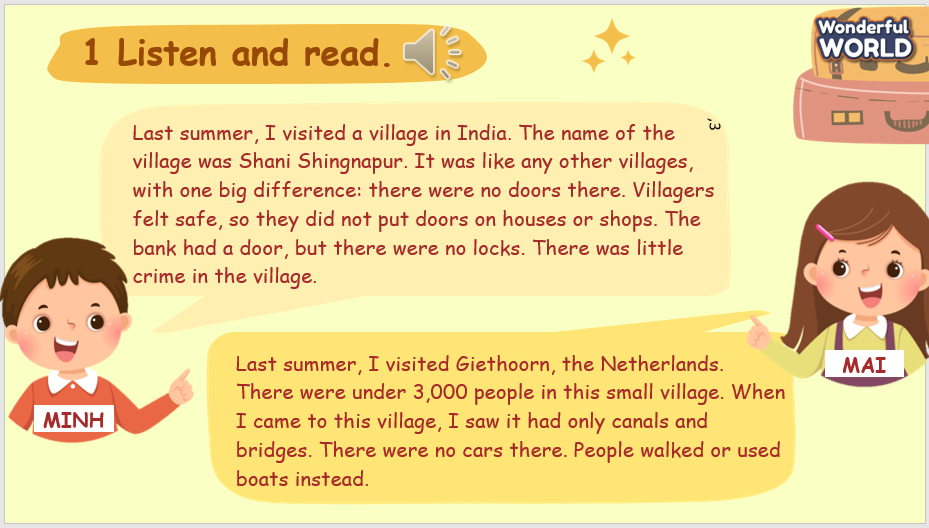 1 Listen and read.
Wonderful
WORLD
Last summer, I visited a village in India. The name of the
village was Shani Shingnapur. It was like any other villages,
with one big difference: there were no doors there. Villagers
felt safe, so they did not put doors on houses or shops. The
bank had a door, but there were no locks. There was little
crime in the village.
MINH
Last summer, I visited Giethoorn, the Netherlands.
There were under 3,000 people in this small village. When
I came to this village, I saw it had only canals and
bridges. There were no cars there. People walked or used
boats instead.
MAI